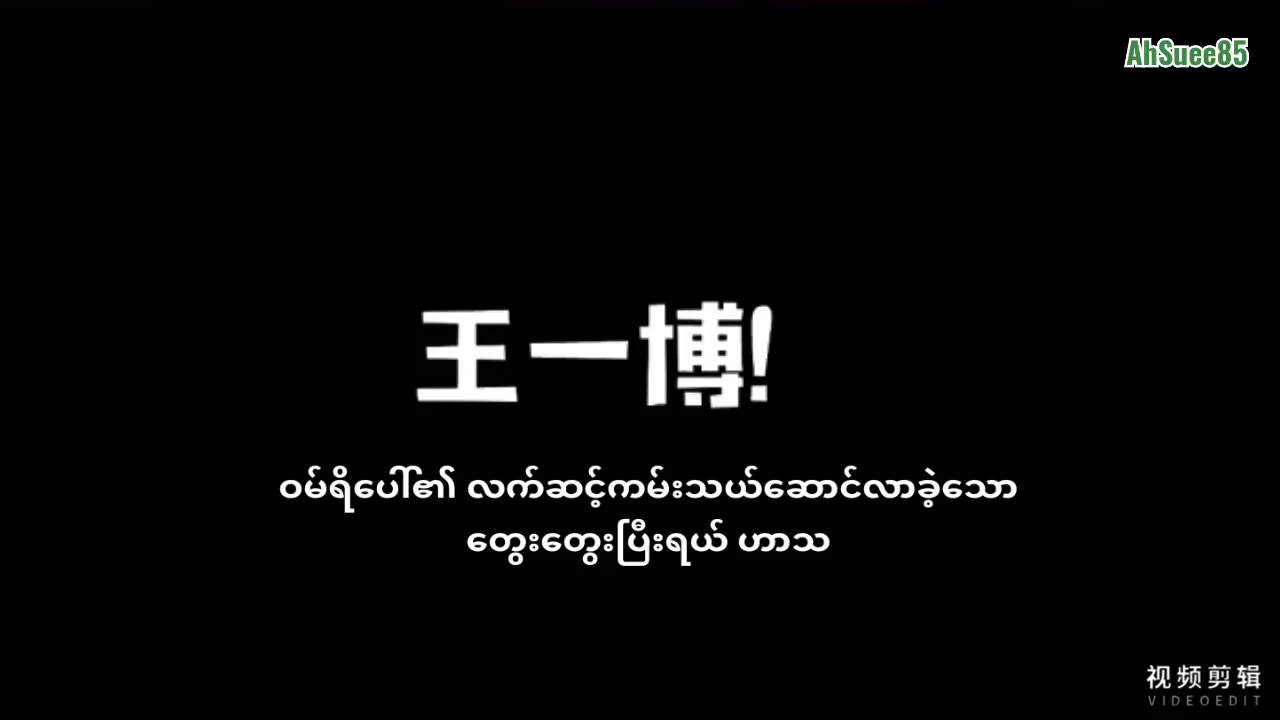 AhSuee85
王一博!
ဝမ်ရိပေါ်၏ လက်ဆင့်ကမ်းသယ်ဆောင်လာခဲ့သော
တွေးတွေးပြီးရယ် ဟာသ
视频剪辑
VIDEOEDIT